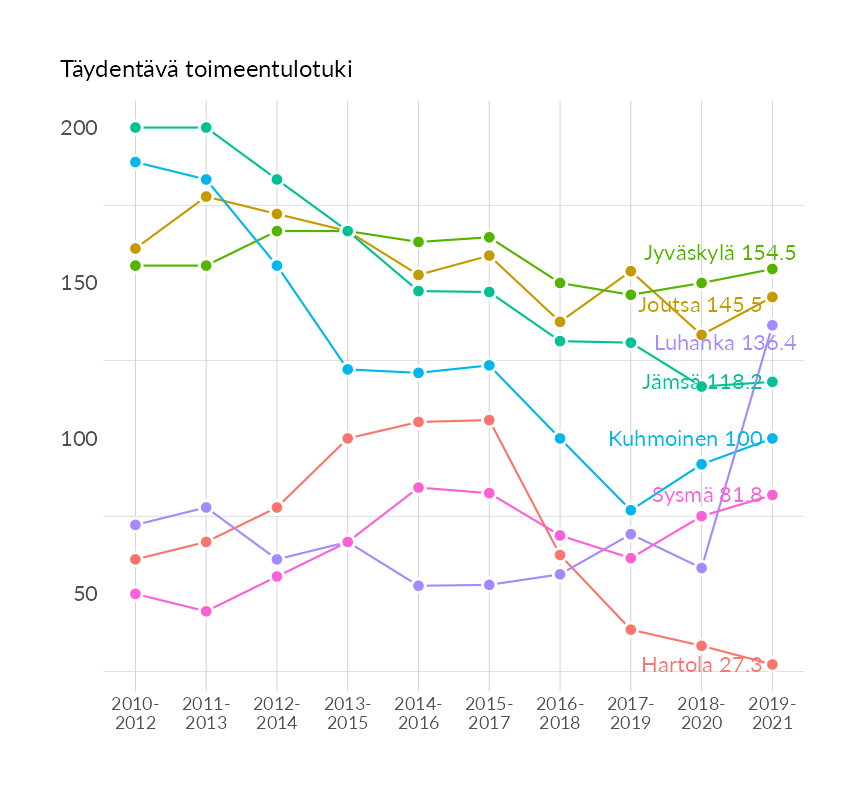 Täydentävä toimeentulotuki
200
150
100
50
Jyväskylä 154.5
Joutsa 145.5
Luhanka 136.4
Jämsä 118.2
Kuhmoinen 100
Sysmä 81.8
Hartola 27.3
2010- 2011- 2012- 2013- 2014- 2015- 2016- 2017- 2018- 2019-
2012 2013 2014 2015 2016 2017 2018 2019 2020 2021